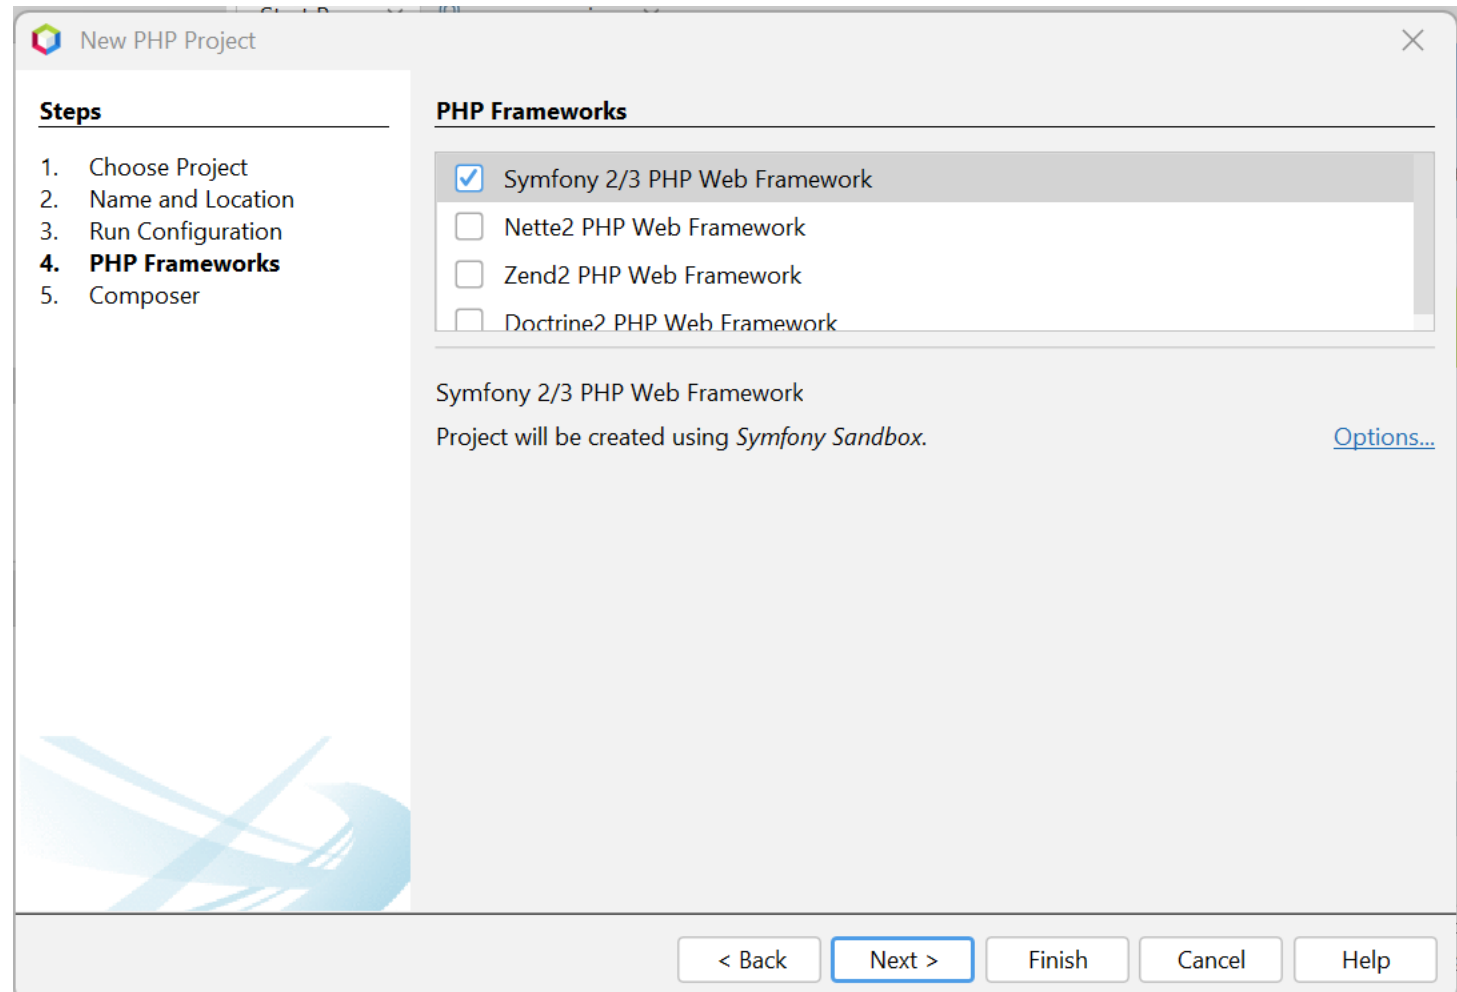 New PHP Project
Steps
1. Choose Project
2. Name and Location
3. Run Configuration
4. PHP Frameworks
5. Composer
PHP Frameworks
Symfony 2/3 PHP Web Framework
Nette2 PHP Web Framework
Zend2 PHP Web Framework
Doctrine2 PHP Web Framework
Symfony 2/3 PHP Web Framework
Project will be created using Symfony Sandbox.
Options...
< Back
Next >
Finish
Cancel
Help